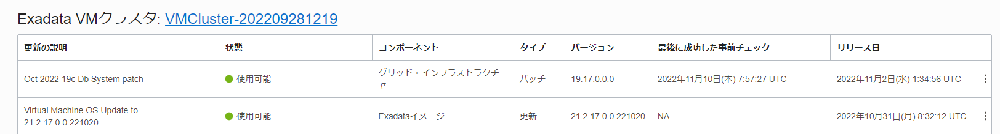 Exadata VMクラスタ: VMCluster-202209281219
更新の説明 状態 コンポーネント タイプ バージョン 最後に成功した事前チェック リリース日
Oct 2022 19c Db System patch 使用可能 グリッド・インフラストラクチ
ャ パッチ 19.17.0.0.0 2022年11月10日(木) 7:57:27 UTC 2022年11月2日(水) 1:34:56 UTC
Virtual Machine OS Update to
21.2.17.0.0.221020 使用可能 Exadataイメージ 更新 21.2.17.0.0.221020 NA 2022年10月31日(月) 8:32:12 UTC